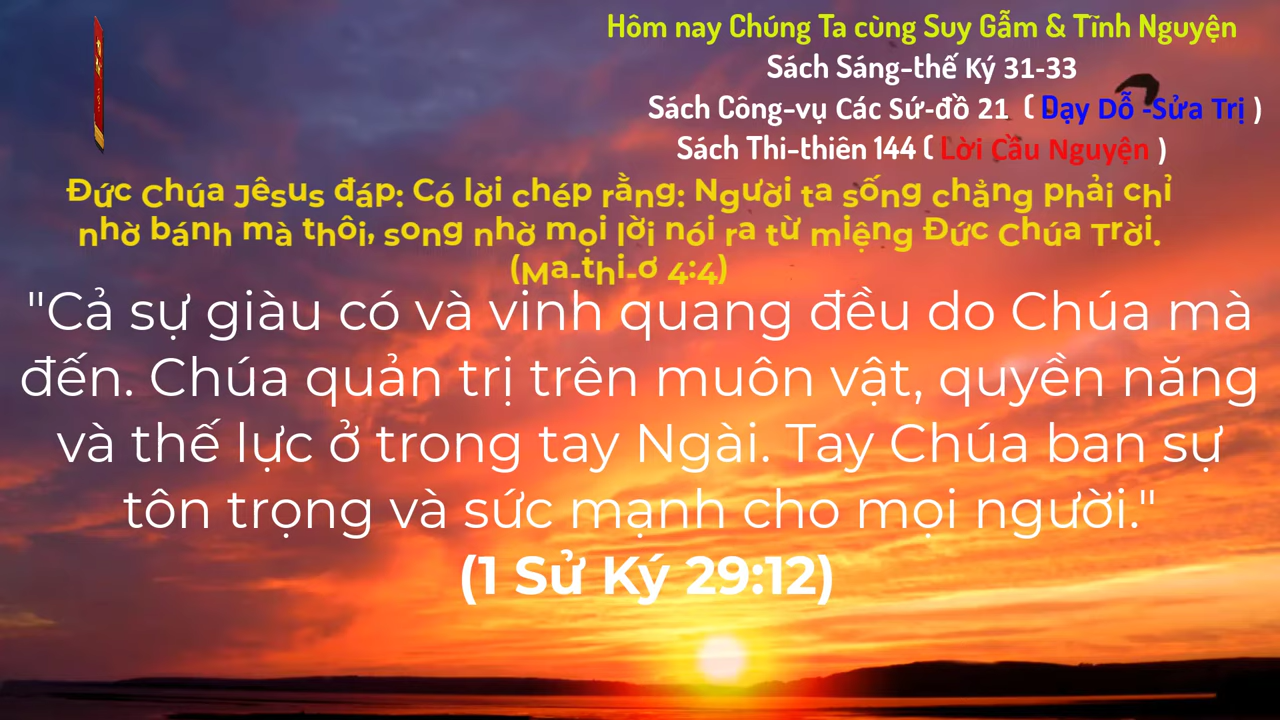 Hôm nay Chúng Ta cùng Suy Gẫm & Tĩnh Nguyện
Sách Sáng-thế Ký 31-33
Sách Công-vụ Các Sứ-đồ 21 ( Dạy Dỗ -Sửa Trị )
Sách Thi-thiên 144 ( Lời Cầu Nguyện )
Đức Chúa Jêsus đáp: Có lời chép rằng: Người ta sống chẳng phải chỉ
nhờ bánh mà thôi, song nhờ mọi lời nói ra từ miệng Đức Chúa Trời.
(Ma-thi-ơ 4:4)
"Cả sự giàu có và vinh quang đều do Chúa mà
đến. Chúa quản trị trên muôn vật, quyền năng
và thế lực ở trong tay Ngài. Tay Chúa ban sự
tôn trọng và sức mạnh cho mọi người."
(1 Sử Ký 29:12)